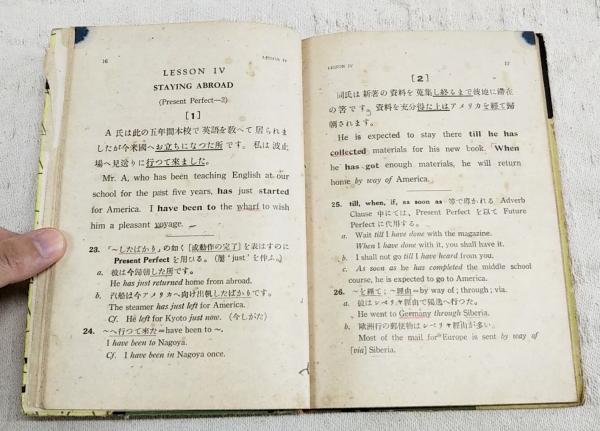 16
LESSON IV
LESSON IV
STAYING ABROAD
(Present Perfect—2)
[1]
A 氏は此の五年間本校で英語を教へて居られま
したが今米國へお立ちになつた所です。私は波止
場へ見送りに行つて來ました。
Mr. A, who has been teaching English at our
school for the past five years, has just started
for America. I have been to the wharf to wish
him a pleasant voyage.
23. 「~したばかり」の如く「成動作の完了」を表はすのに
Present Perfect を用ひる。(屢 'just' を伴ふ。)
a. 彼は今歸朝した所です。
He has just returned home from abroad.
b. 汽船は今アメリカへ向け出帆したばかりです。
The steamer has just left for America.
Cf. He left for Kyoto just now. (今しがた)
24. ~へ行つて來た=have been to ~.
I have been to Nagoya.
Cf. I have been in Nagoya once.
LESSON IV
17
[2]
同氏は新著の資料を蒐集し終るまで彼地に滯在
の筈です。資料を充分得た上はアメリカを經て歸
朝されます。
He is expected to stay there till he has
collected materials for his new book. When
he has got enough materials, he will return
home by way of America.
25. till, when, if, as soon as 等で導かれる Adverb
Clause 中にては、Present Perfect を以て Future
Perfect に代用する。
a. Wait till I have done with the magazine.
When I have done with it, you shall have it.
b. I shall not go till I have heard from you.
c. As soon as he has completed the middle school
course, he is expected to go to America.
26. ~を經て; ~經由=by way of; through; via.
a. 彼はシベリヤ經由で獨逸へ行つた。
He went to Germany through Siberia.
b. 歐洲行の郵便物はシベリヤ經由が多い。
Most of the mail for Europe is sent by way of
[via] Siberia.